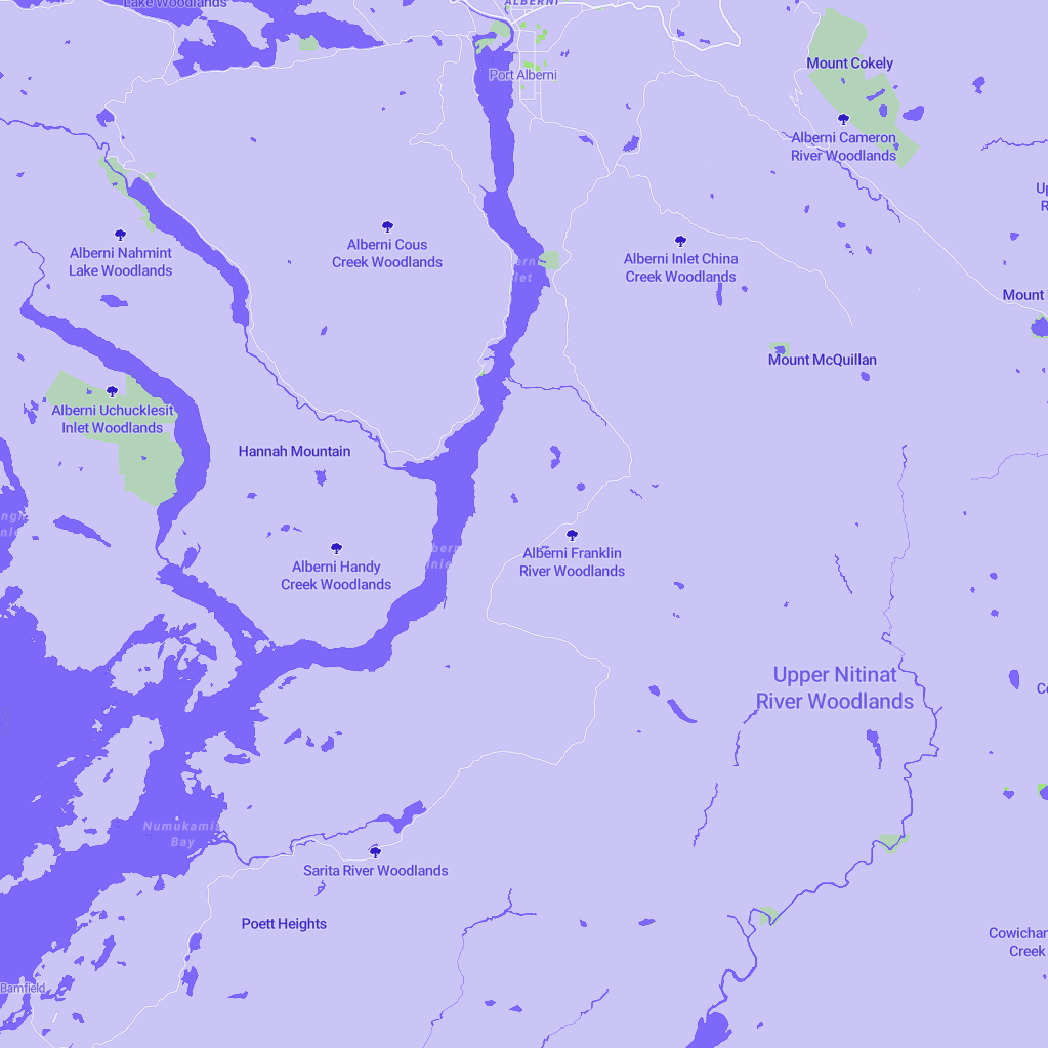 Lake Woodlands
ALBERNI
Port Alberni
Mount Cokely
Alberni Cameron
River Woodlands
Alberni Nahmint
Lake Woodlands
Alberni Cous
Creek Woodlands
Alberni Inlet China
Creek Woodlands
Mount
Mount McQuillan
Alberni Uchucklesit
Inlet Woodlands
Hannah Mountain
Alberni Handy
Creek Woodlands
Alberni Franklin
River Woodlands
Upper Nitinat
River Woodlands
Numukamis
Bay
Sarita River Woodlands
Poett Heights
Cowichan
Creek
Bamfield